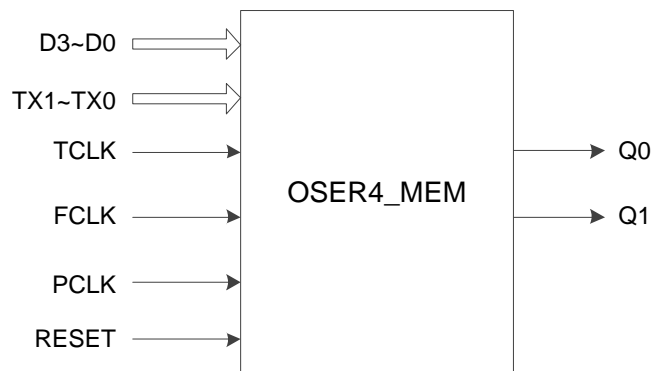 D3~D0
TX1~TX0
TCLK
FCLK
PCLK
RESET
OSER4_MEM
Q0
Q1